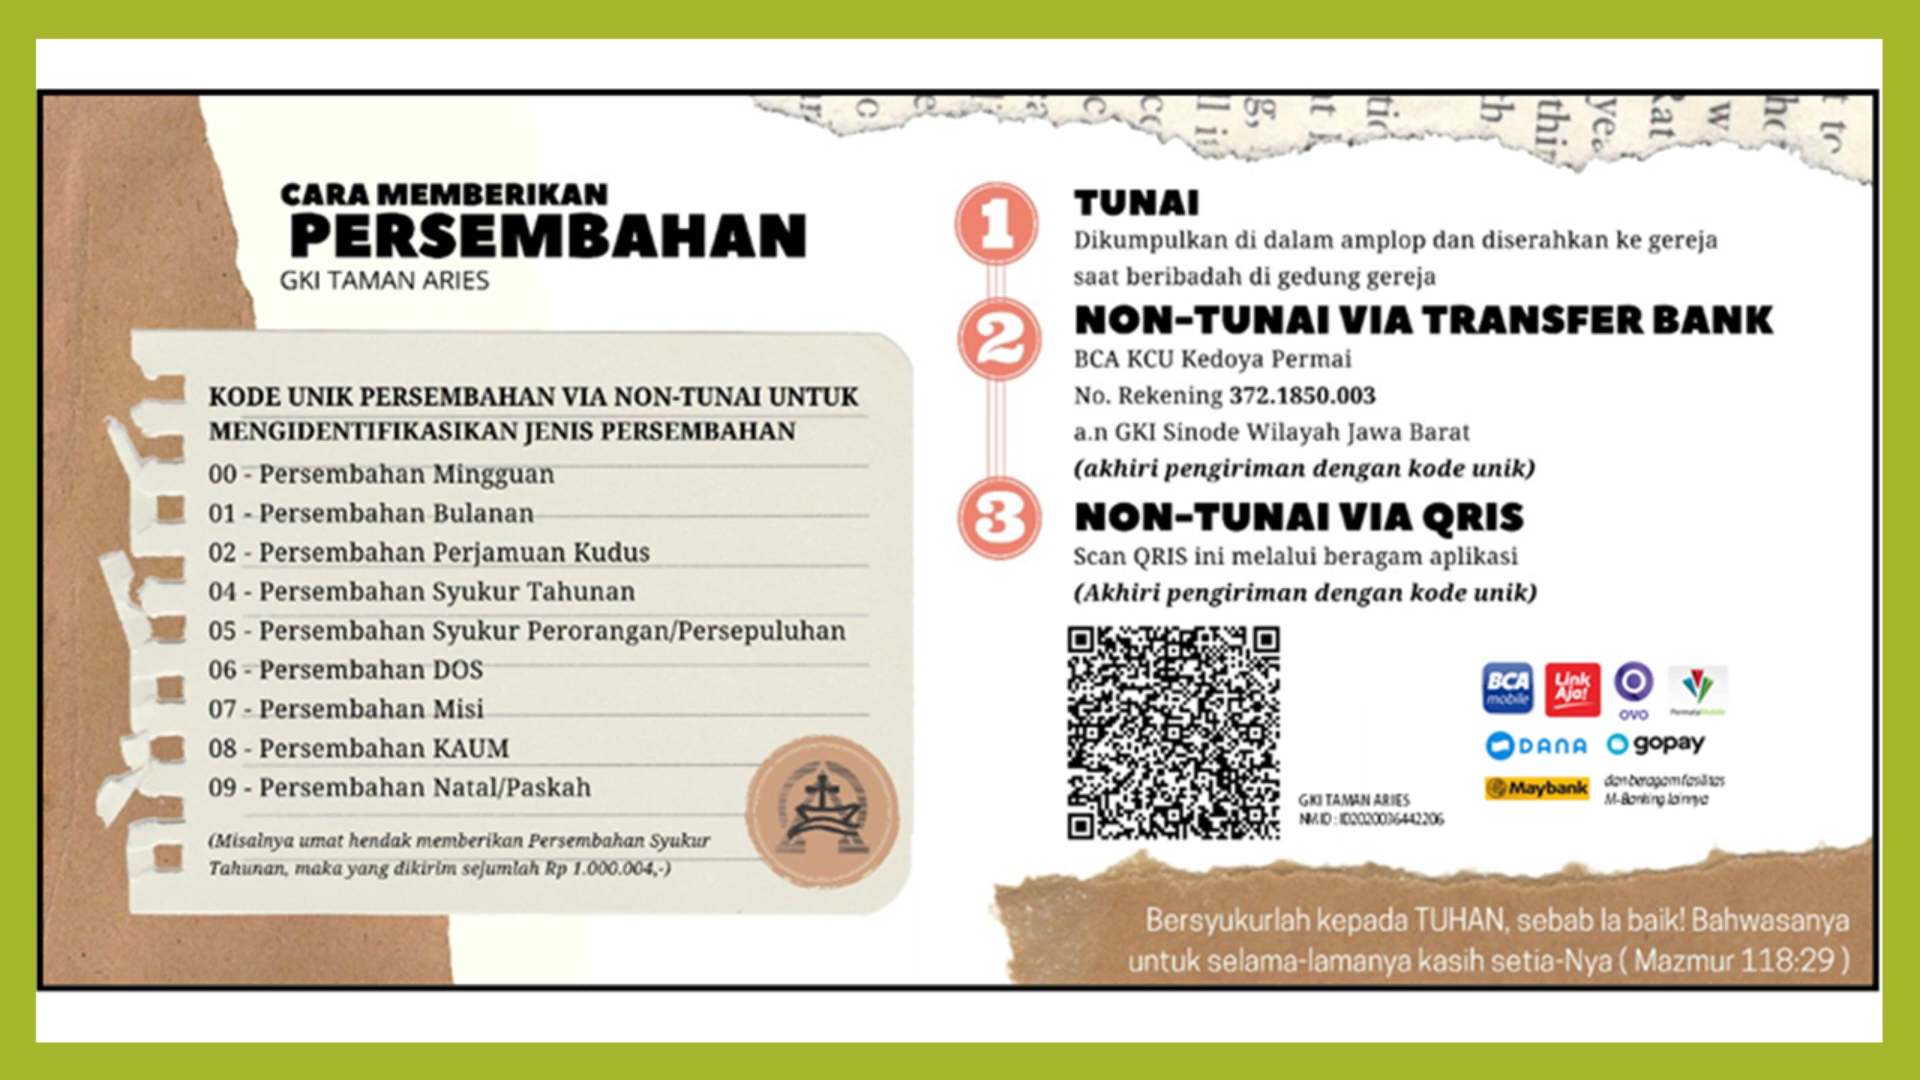 CARA MEMBERIKAN
PERSEMBAHAN
GKI TAMAN ARIES
KODE UNIK PERSEMBAHAN VIA NON-TUNAI UNTUK
MENGIDENTIFIKASIKAN JENIS PERSEMBAHAN
00 - Persembahan Mingguan
01 - Persembahan Bulanan
02 - Persembahan Perjamuan Kudus
04 - Persembahan Syukur Tahunan
05 - Persembahan Syukur Perorangan/Persepuluhan
06 - Persembahan DOS
07 - Persembahan Misi
08 - Persembahan KAUM
09 - Persembahan Natal/Paskah
(Misalnya umat hendak memberikan Persembahan Syukur
Tahunan, maka yang dikirim sejumlah Rp 1.000.004,-)
1
TUNAI
Dikumpulkan di dalam amplop dan diserahkan ke gereja
saat beribadah di gedung gereja
2
NON-TUNAI VIA TRANSFER BANK
BCA KCU Kedoya Permai
No. Rekening 372.1850.003
a.n GKI Sinode Wilayah Jawa Barat
(akhiri pengiriman dengan kode unik)
3
NON-TUNAI VIA QRIS
Scan QRIS ini melalui beragam aplikasi
(Akhiri pengiriman dengan kode unik)
GKI TAMAN ARIES
NMID : ID2020036442206
BCA
mobile
Link
Aja!
OVO
PermataMobile
DANA
gopay
Maybank
dan beragam fasilitas
M-Banking lainnya
Bersyukurlah kepada TUHAN, sebab Ia baik! Bahwasanya
untuk selama-lamanya kasih setia-Nya ( Mazmur 118:29 )